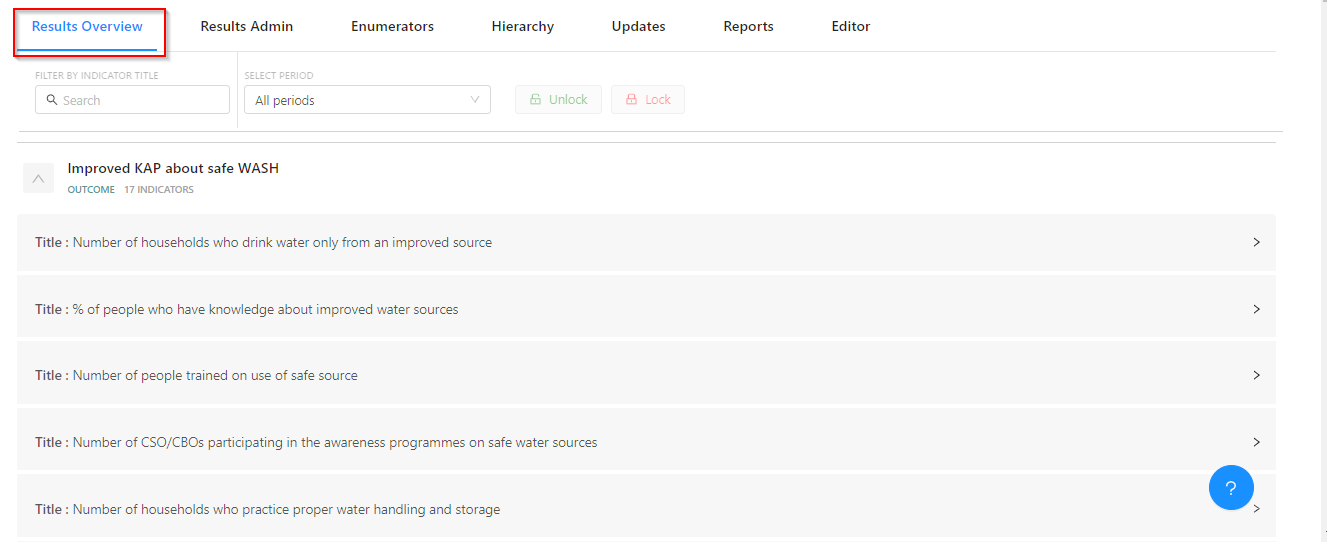 Results Overview Results Admin Enumerators Hierarchy Updates Reports Editor
FILTER BY INDICATOR TITLE SELECT PERIOD
Search All periods Unlock Lock
Improved KAP about safe WASH
OUTCOME 17 INDICATORS
Title : Number of households who drink water only from an improved source
Title : % of people who have knowledge about improved water sources
Title : Number of people trained on use of safe source
Title : Number of CSO/CBOs participating in the awareness programmes on safe water sources
?
Title : Number of households who practice proper water handling and storage